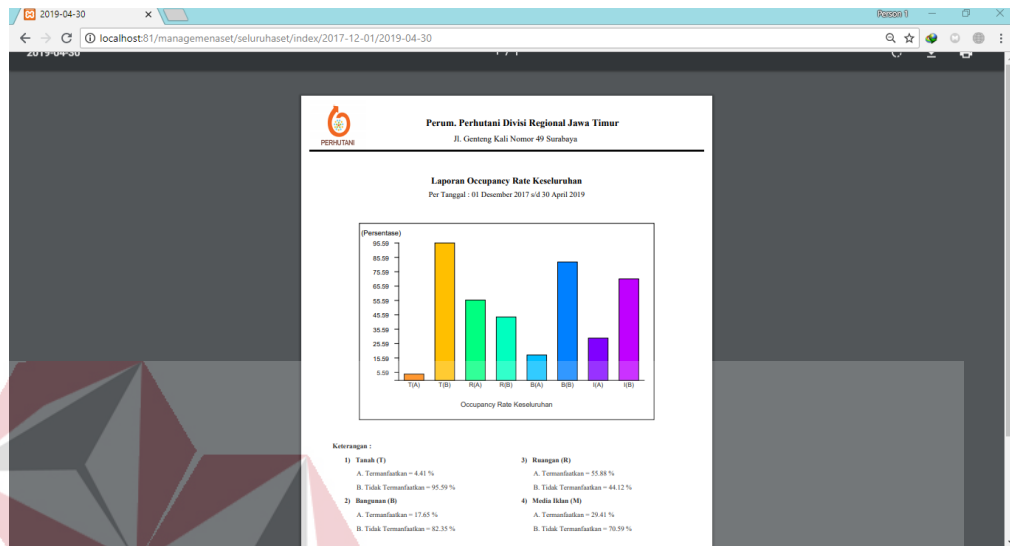 2019-04-30
Person 1
localhost:81/managemenaset/seluruhaset/index/2017-12-01/2019-04-30
2019-04-30
1 / 1
PERHUTANI
Perum. Perhutani Divisi Regional Jawa Timur
Jl. Genteng Kali Nomor 49 Surabaya
Laporan Occupancy Rate Keseluruhan
Per Tanggal : 01 Desember 2017 s/d 30 April 2019
(Persentase)
95.59
85.59
75.59
65.59
55.59
45.59
35.59
25.59
15.59
5.59
T(A) T(B) R(A) R(B) B(A) B(B) I(A) I(B)
Occupancy Rate Keseluruhan
Keterangan :
1) Tanah (T)
A. Termanfaatkan = 4.41 %
B. Tidak Termanfaatkan = 95.59 %
2) Bangunan (B)
A. Termanfaatkan = 17.65 %
B. Tidak Termanfaatkan = 82.35 %
3) Ruangan (R)
A. Termanfaatkan = 55.88 %
B. Tidak Termanfaatkan = 44.12 %
4) Media Iklan (M)
A. Termanfaatkan = 29.41 %
B. Tidak Termanfaatkan = 70.59 %